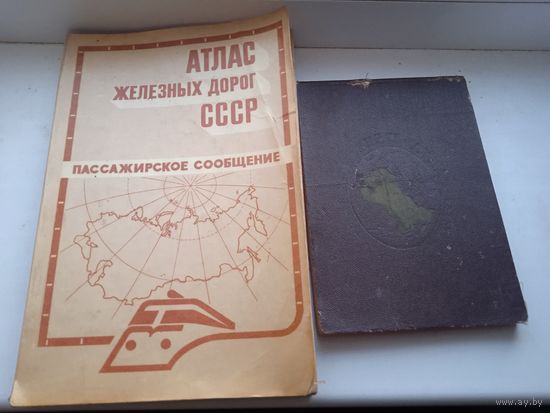 АТЛАС
ЖЕЛЕЗНЫХ ДОРОГ
СССР
ПАССАЖИРСКОЕ СООБЩЕНИЕ
www.ay.by